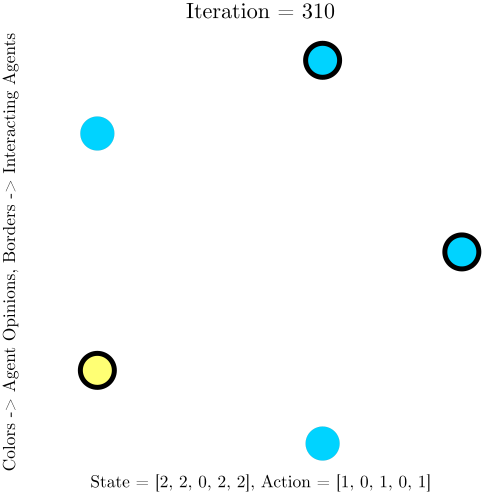 Iteration = 310
Colors -> Agent Opinions, Borders -> Interacting Agents
State = [2, 2, 0, 2, 2], Action = [1, 0, 1, 0, 1]